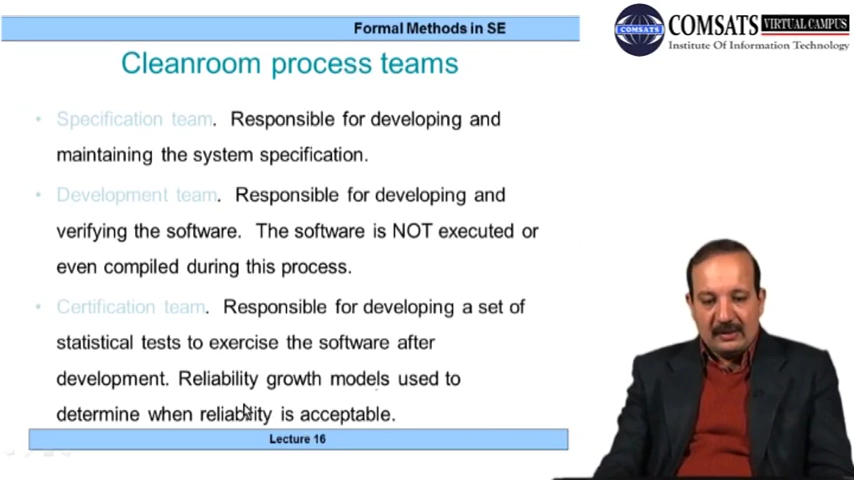 Formal Methods in SE
COMSATS VIRTUAL CAMPUS
COMSATS
Institute Of Information Technology
Cleanroom process teams
• Specification team. Responsible for developing and
maintaining the system specification.
• Development team. Responsible for developing and
verifying the software. The software is NOT executed or
even compiled during this process.
• Certification team. Responsible for developing a set of
statistical tests to exercise the software after
development. Reliability growth models used to
determine when reliability is acceptable.
Lecture 16